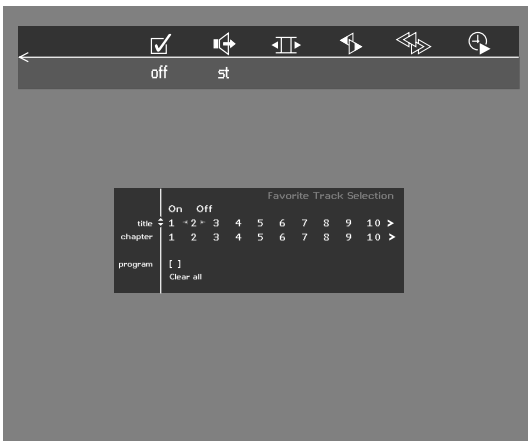 off st
Favorite Track Selection
On Off
title 1 2 3 4 5 6 7 8 9 10 >
chapter 1 2 3 4 5 6 7 8 9 10 >
program [ ]
Clear all